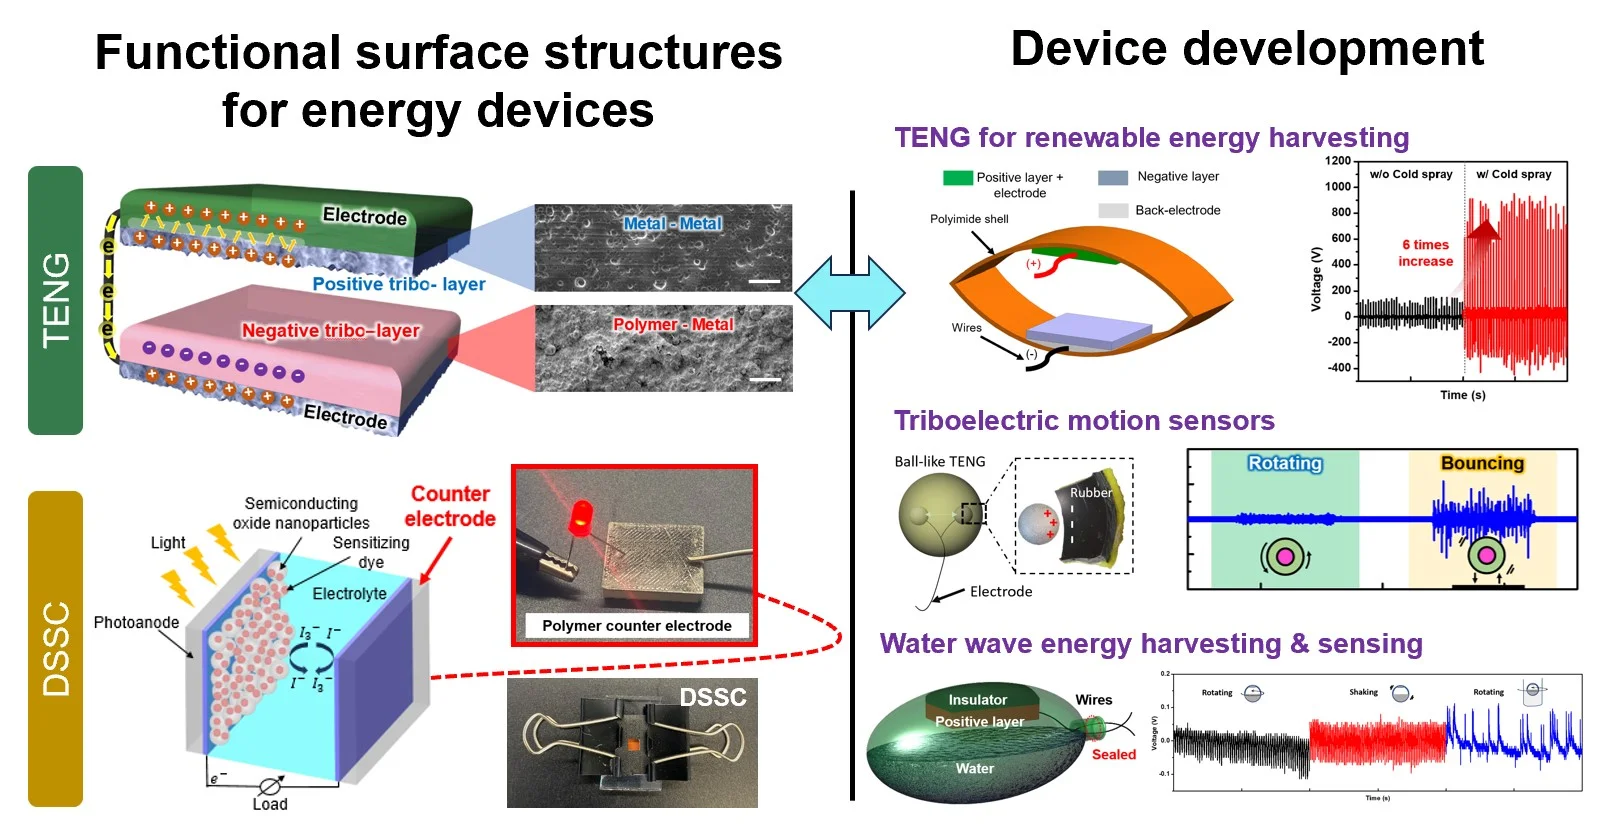 Functional surface structures
for energy devices
TENG
Electrode
e
e
e
Positive tribo- layer
Negative tribo–layer
Electrode
Metal - Metal
Polymer - Metal
DSSC
Semiconducting
oxide nanoparticles
Sensitizing
dye
Light
Photoanode
Electrolyte
Counter
electrode
I₃⁻ I⁻
I⁻ I₃⁻
e⁻
Load
Polymer counter electrode
DSSC
Device development
TENG for renewable energy harvesting
Positive layer +
electrode
Negative layer
Back-electrode
Polyimide shell
(+)
Wires
(-)
Voltage (V)
1200
1000
800
600
400
200
0
-200
-400
w/o Cold spray
w/ Cold spray
6 times
increase
Time (s)
Triboelectric motion sensors
Ball-like TENG
Rubber
Electrode
Rotating
Bouncing
Water wave energy harvesting & sensing
Insulator
Positive layer
Water
Wires
Sealed
Voltage (V)
0.2
0.1
0.0
-0.1
Rotating
Shaking
Rotating
Time (s)